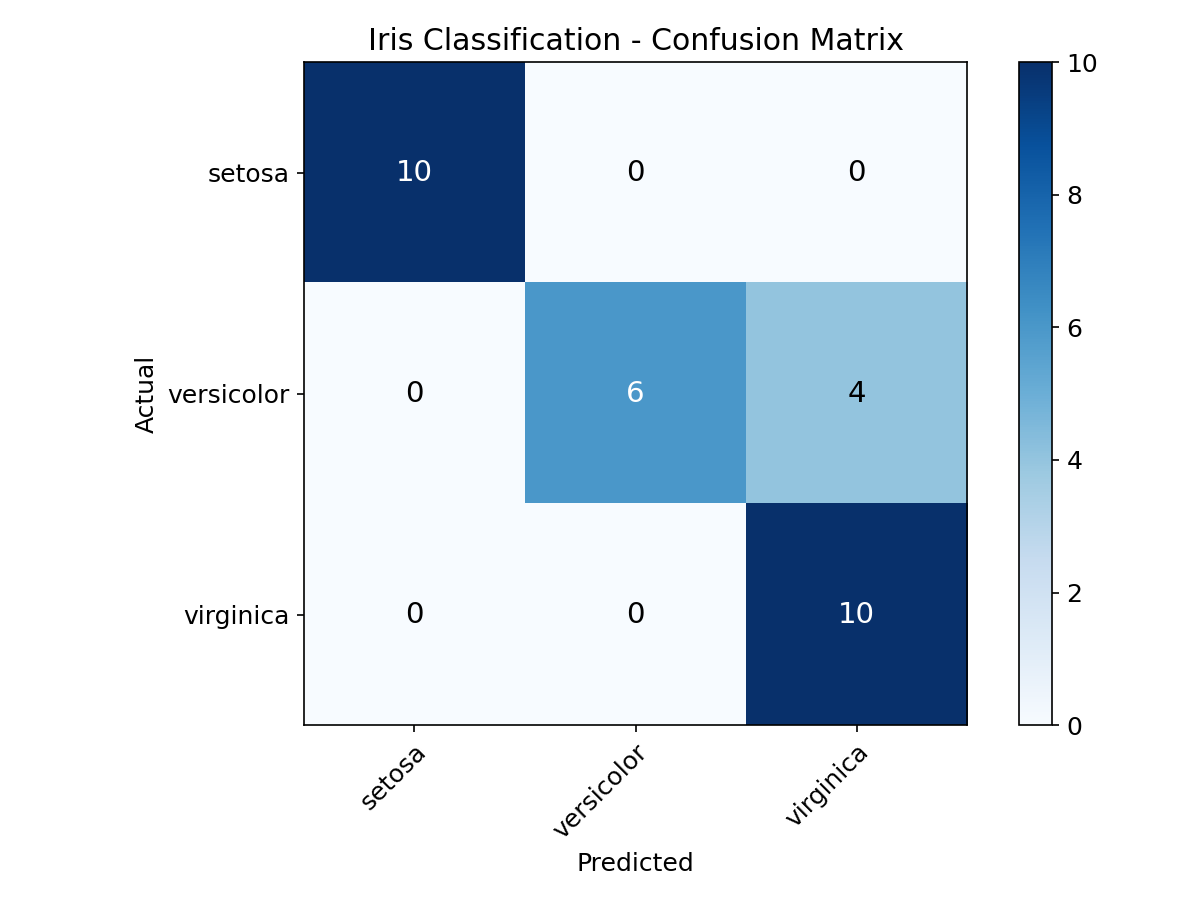 Iris Classification - Confusion Matrix
Actual
setosa
versicolor
virginica
10 0 0
0 6 4
0 0 10
setosa versicolor virginica
Predicted
10
8
6
4
2
0